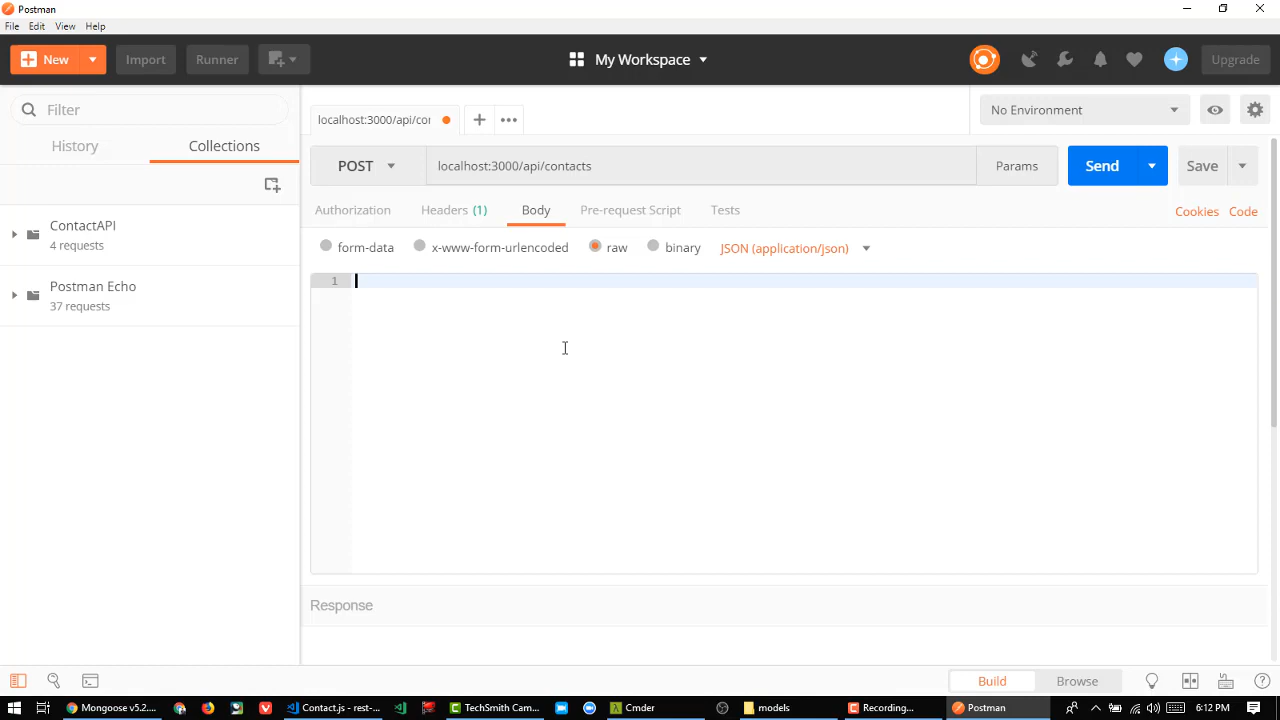 Postman
File Edit View Help
New Import Runner My Workspace Upgrade
Filter
History Collections
ContactAPI
4 requests
Postman Echo
37 requests
localhost:3000/api/cor
No Environment
POST localhost:3000/api/contacts Params Send Save
Authorization Headers (1) Body Pre-request Script Tests Cookies Code
form-data x-www-form-urlencoded raw binary JSON (application/json)
1
Response
Build Browse
Mongoose v5.2.... Contact.js - rest-... TechSmith Cam... Cmder models Recording... Postman 6:12 PM